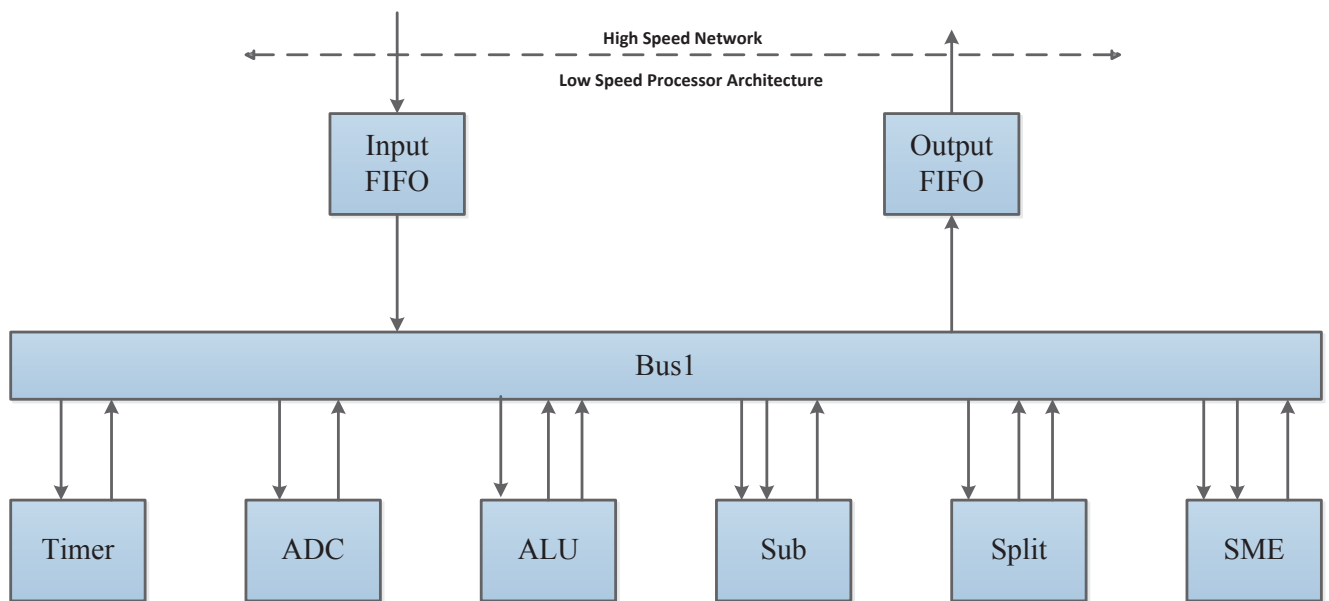 High Speed Network
Low Speed Processor Architecture
Input
FIFO
Output
FIFO
Bus1
Timer
ADC
ALU
Sub
Split
SME